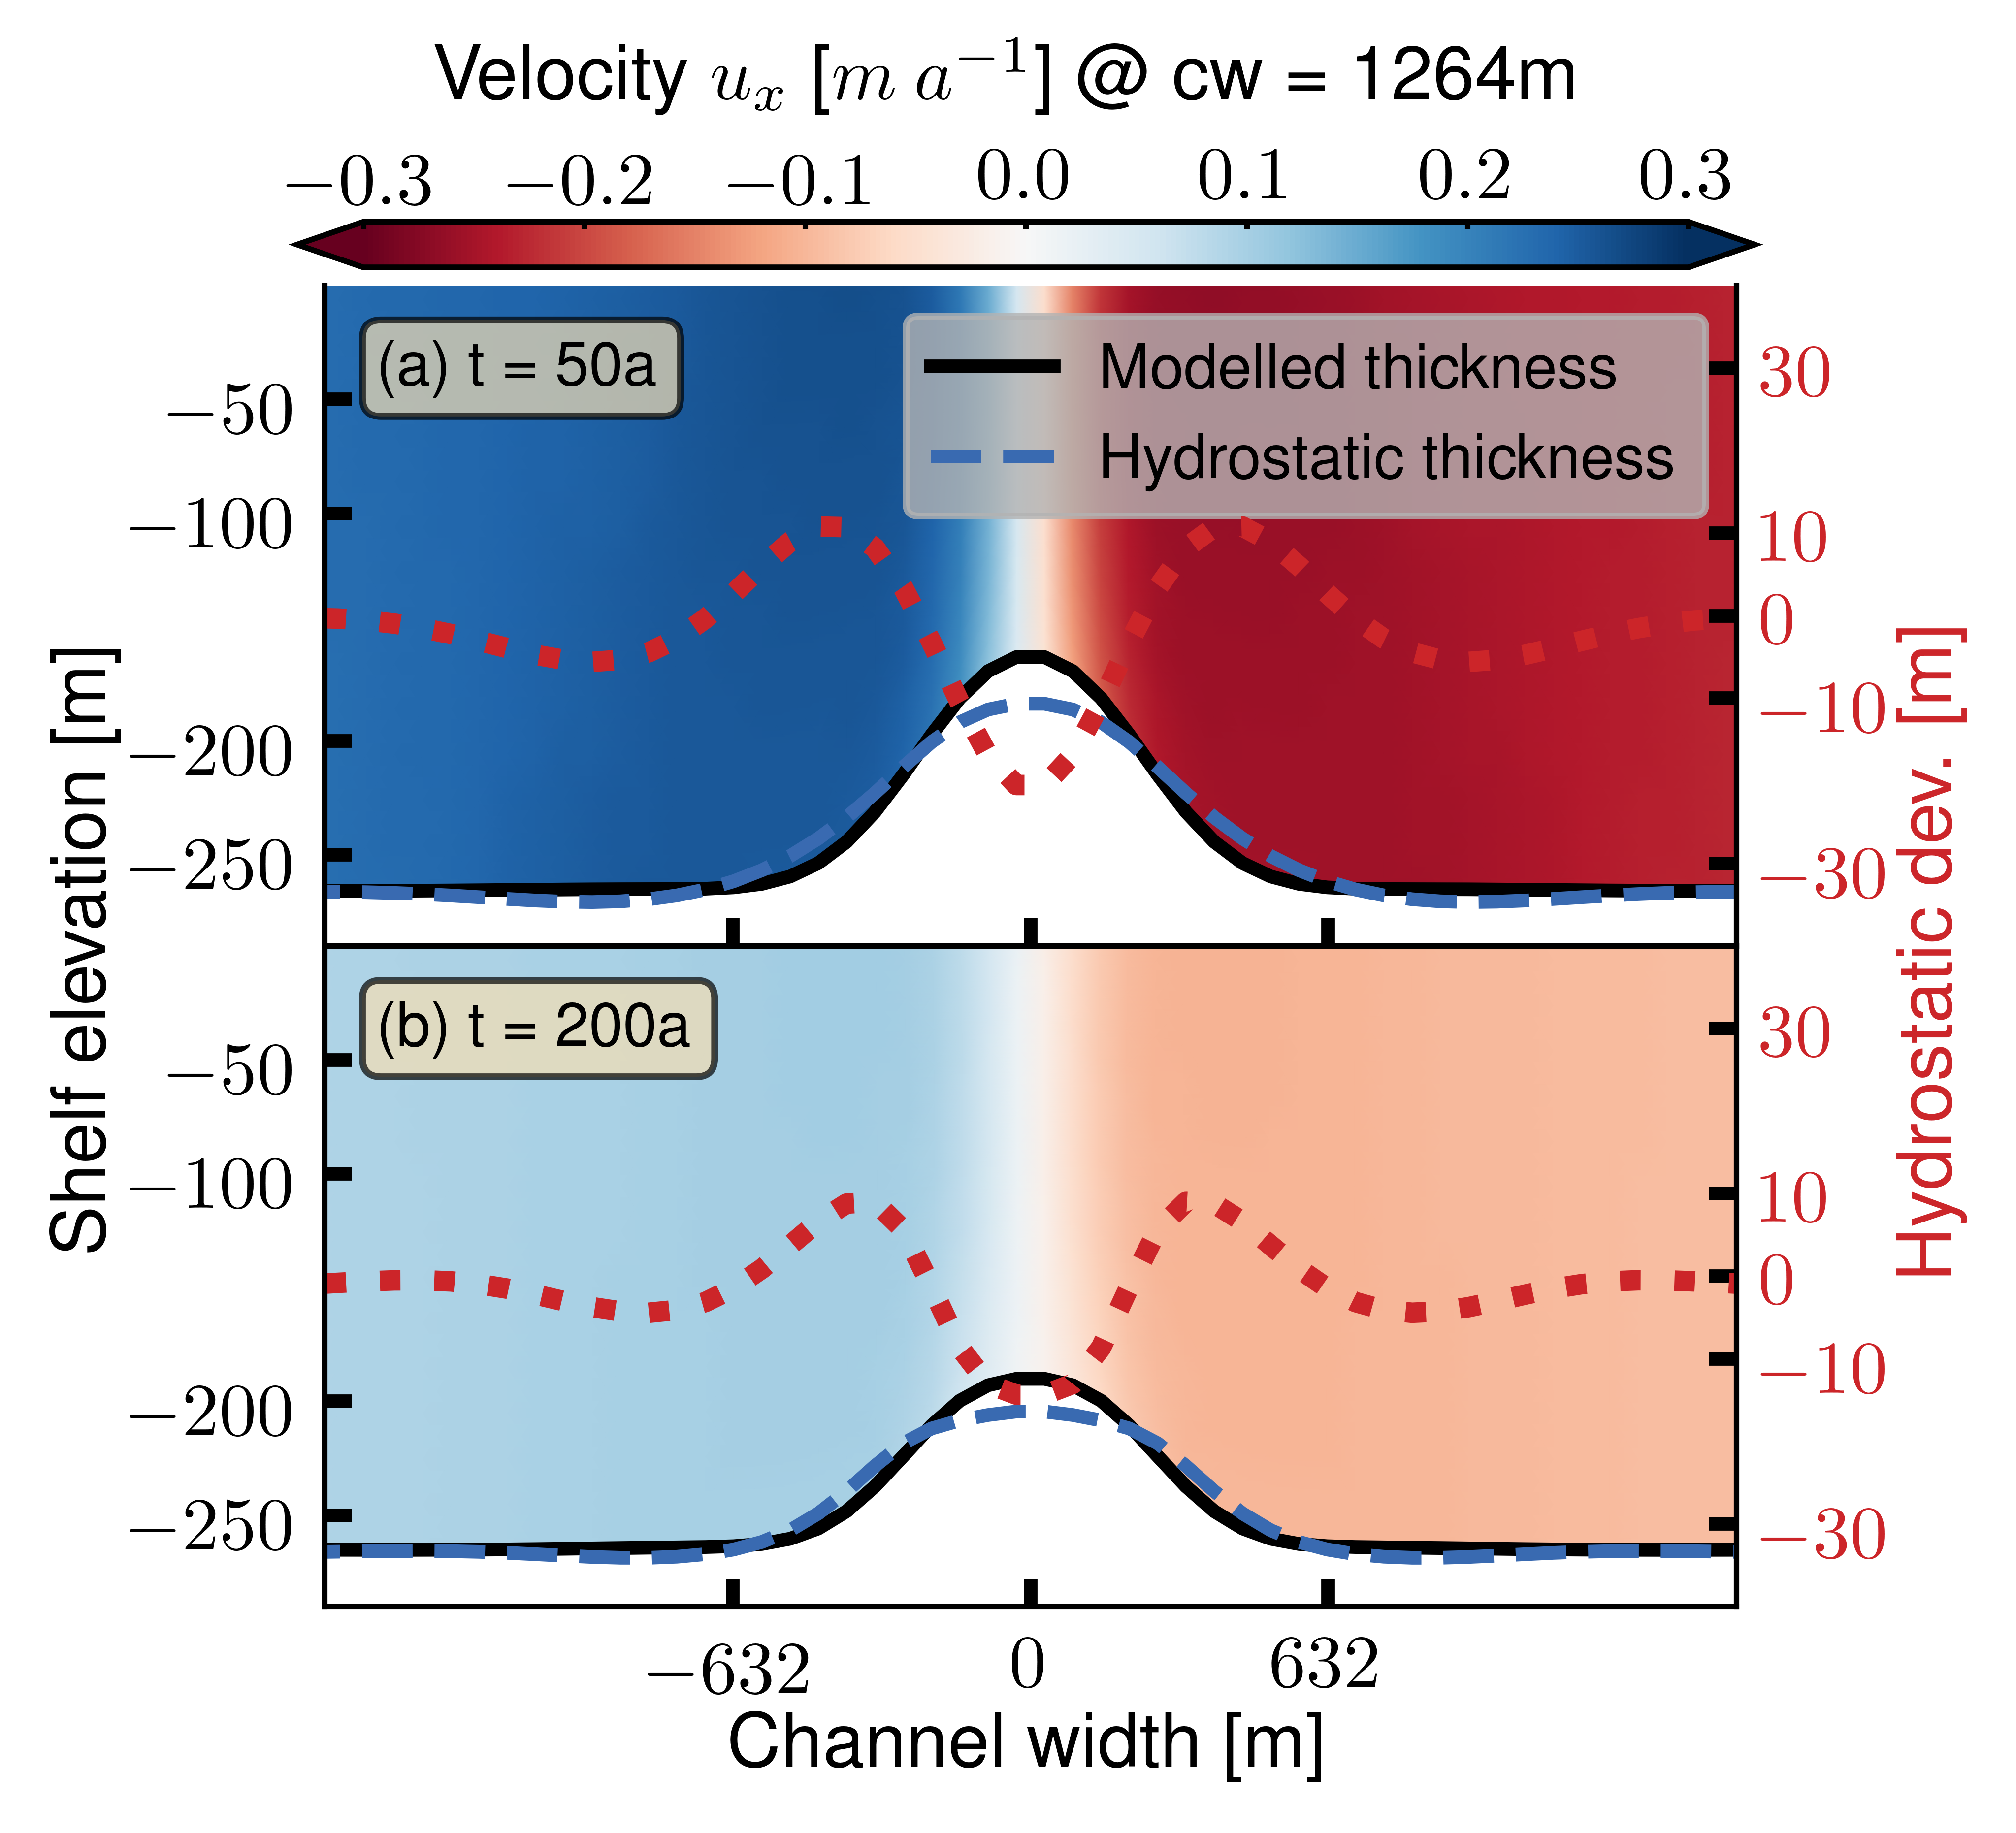 Velocity $u_x$ [$m\ a^{-1}$] @ cw = 1264m
−0.3 −0.2 −0.1 0.0 0.1 0.2 0.3
(a) t = 50a
Modelled thickness
Hydrostatic thickness
−50
−100
−200
−250
30
10
0
−10
−30
Shelf elevation [m]
Hydrostatic dev. [m]
(b) t = 200a
−50
−100
−200
−250
30
10
0
−10
−30
−632 0 632
Channel width [m]